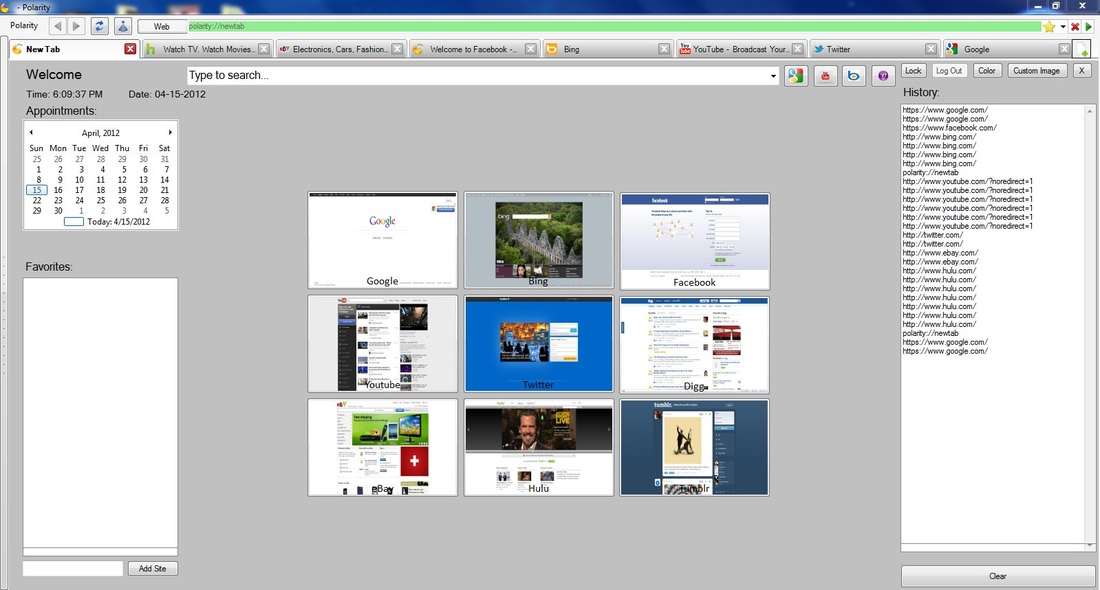 - Polarity
Polarity
Web
polarity://newtab
New Tab
Watch TV. Watch Movies...
Electronics, Cars, Fashion...
Welcome to Facebook -...
Bing
YouTube - Broadcast Your...
Twitter
Google
Welcome
Type to search...
Lock
Log Out
Color
Custom Image
X
Time: 6:09:37 PM Date: 04-15-2012
Appointments:
April, 2012
Sun Mon Tue Wed Thu Fri Sat
25 26 27 28 29 30 31
1 2 3 4 5 6 7
8 9 10 11 12 13 14
15 16 17 18 19 20 21
22 23 24 25 26 27 28
29 30 1 2 3 4 5
Today: 4/15/2012
Favorites:
Add Site
Google
Google
bing
Bing
facebook
Facebook
Youtube
Twitter
Digg
eBay
Hulu
tumblr.
Tumblr
History:
https://www.google.com/
https://www.google.com/
https://www.facebook.com/
http://www.bing.com/
http://www.bing.com/
http://www.bing.com/
http://www.bing.com/
polarity://newtab
http://www.youtube.com/?noredirect=1
http://www.youtube.com/?noredirect=1
http://www.youtube.com/?noredirect=1
http://www.youtube.com/?noredirect=1
http://www.youtube.com/?noredirect=1
http://www.youtube.com/?noredirect=1
http://twitter.com/
http://twitter.com/
http://www.ebay.com/
http://www.ebay.com/
http://www.hulu.com/
http://www.hulu.com/
http://www.hulu.com/
http://www.hulu.com/
http://www.hulu.com/
http://www.hulu.com/
http://www.hulu.com/
polarity://newtab
https://www.google.com/
https://www.google.com/
Clear